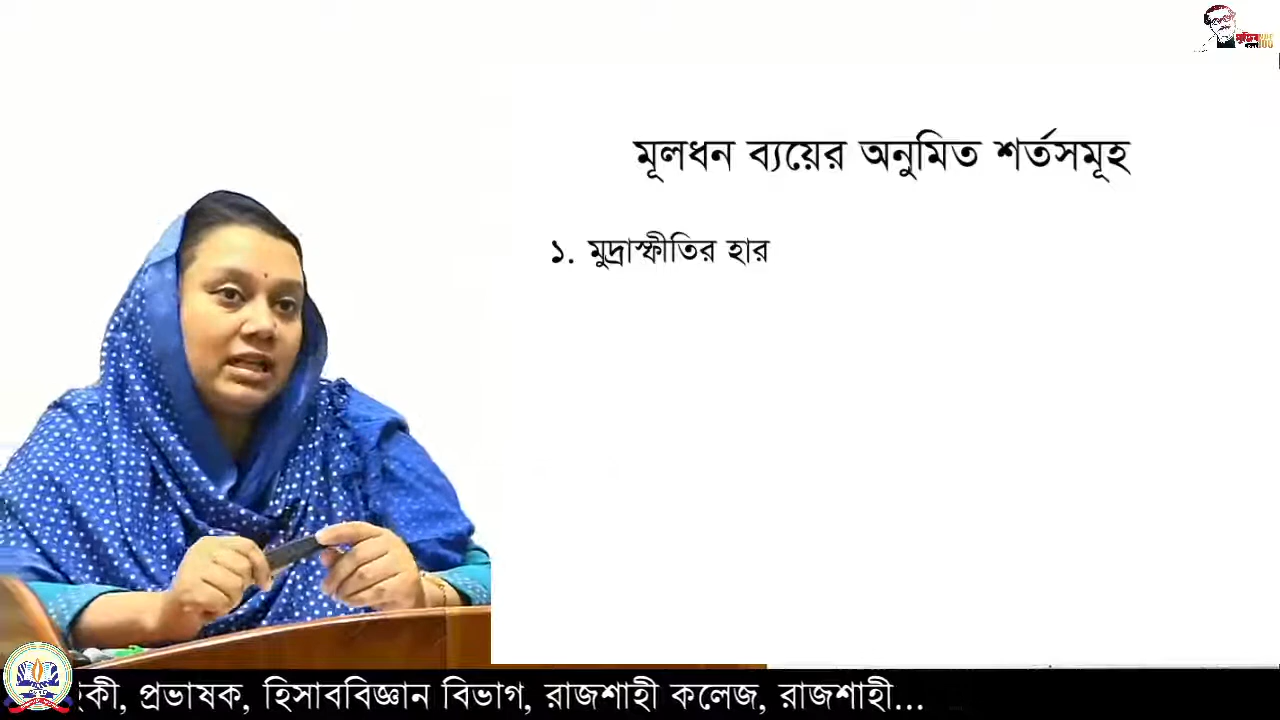 মূলধন ব্যয়ের অনুমিত শর্তসমূহ
১. মুদ্রাস্ফীতির হার
প্রভাষক, হিসাববিজ্ঞান বিভাগ, রাজশাহী কলেজ, রাজশাহী...